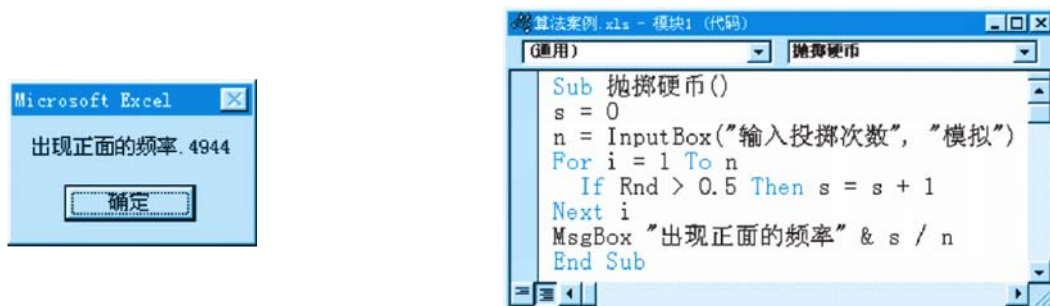 Microsoft Excel
出现正面的频率.4944
确定
算法案例.xls - 模块1 (代码)
(通用)
抛掷硬币
Sub 抛掷硬币()
s = 0
n = InputBox("输入投掷次数", "模拟")
For i = 1 To n
If Rnd > 0.5 Then s = s + 1
Next i
MsgBox "出现正面的频率" & s / n
End Sub